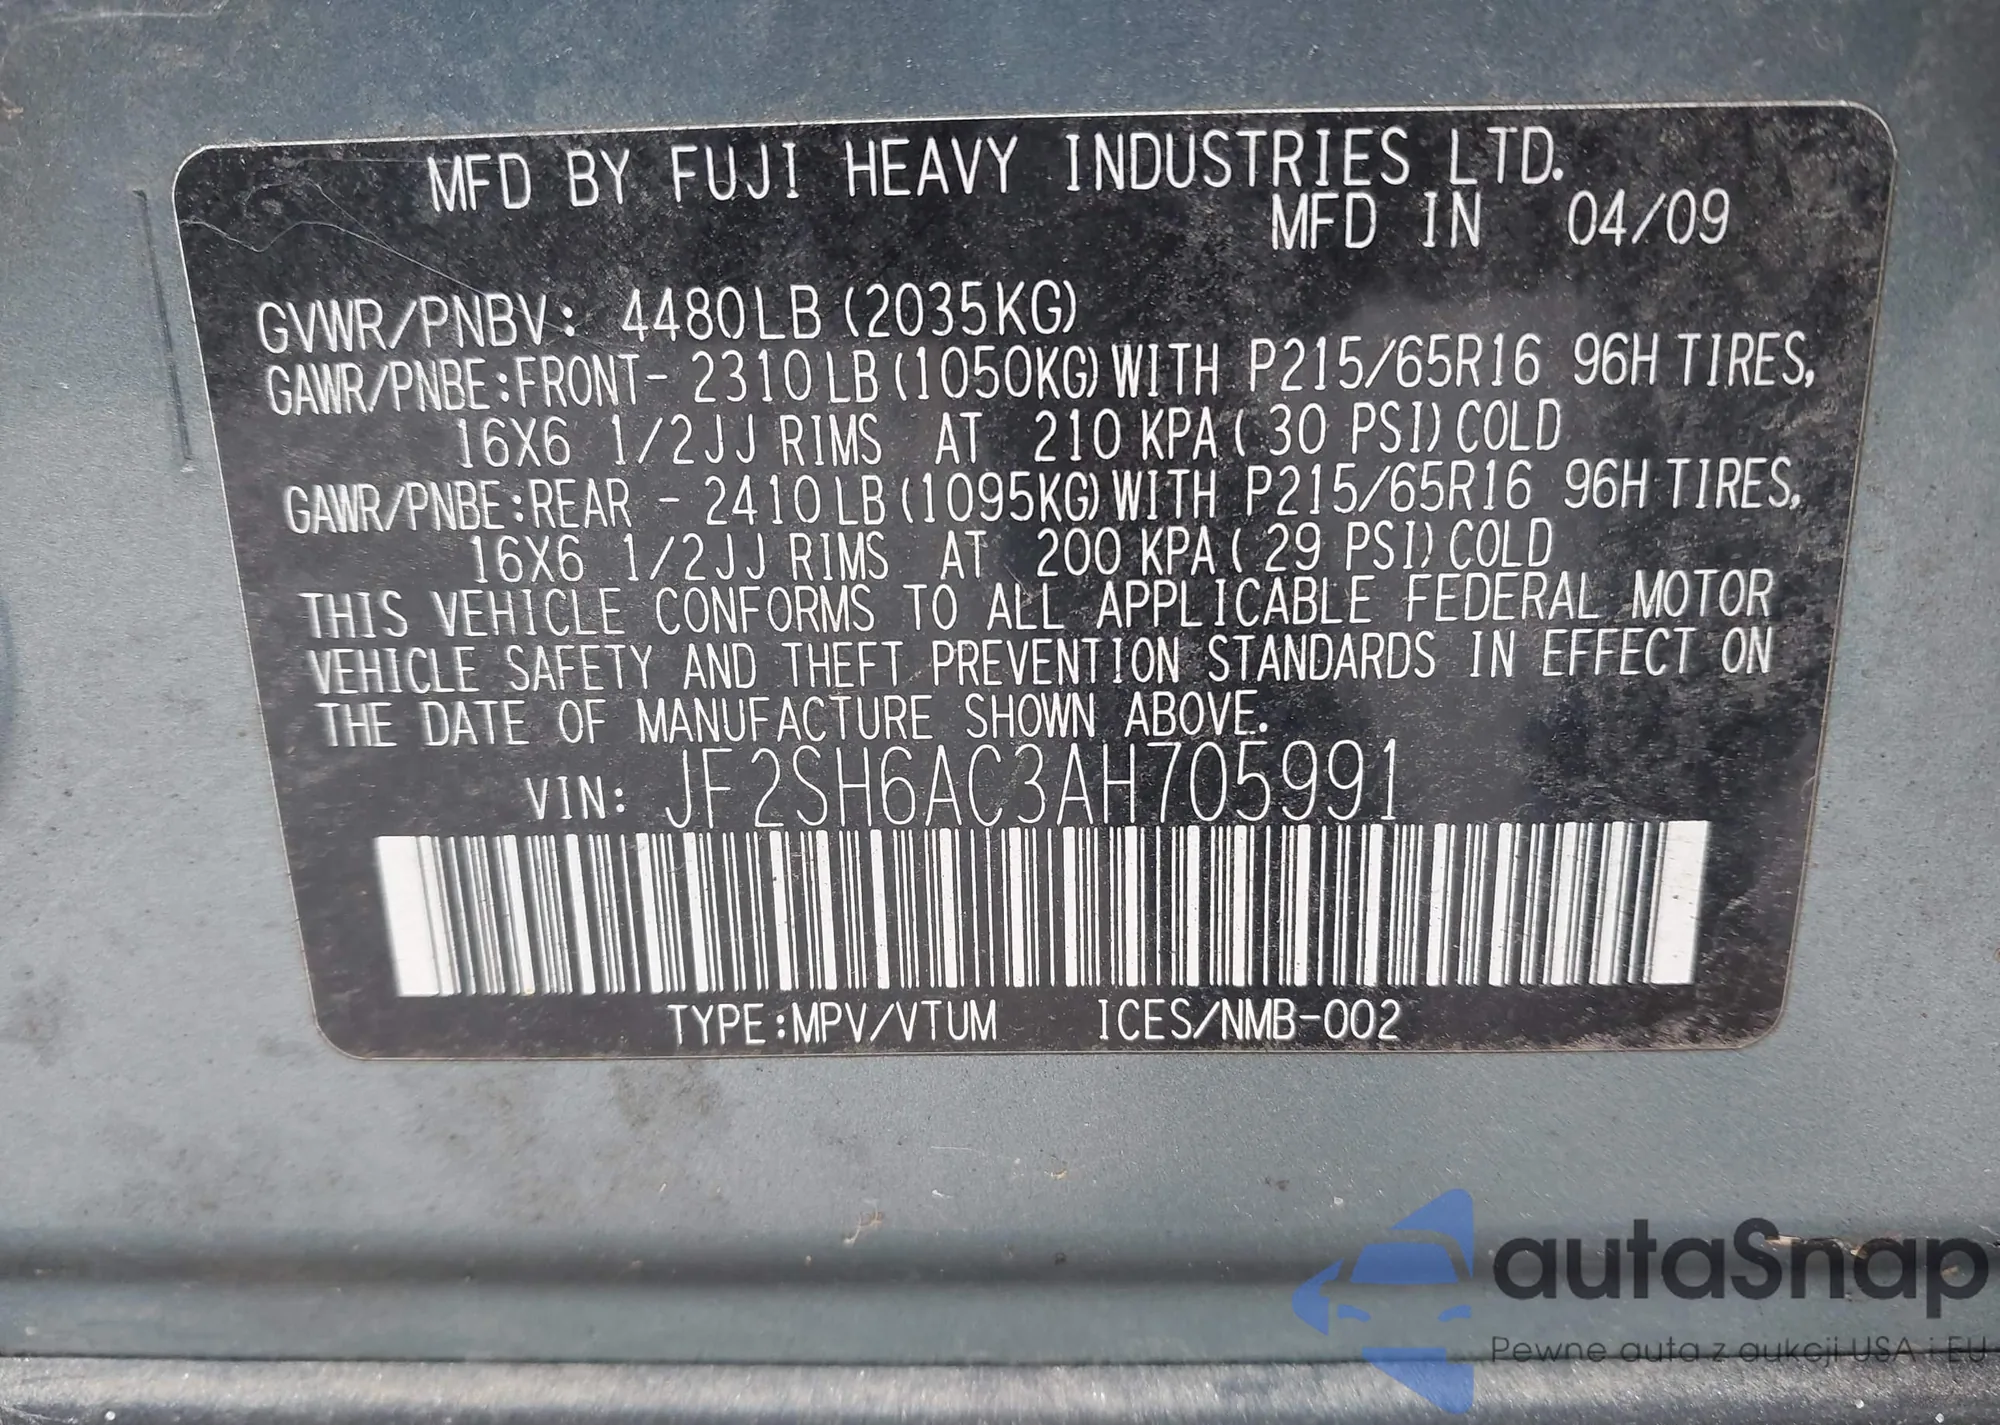 MFD BY FUJI HEAVY INDUSTRIES LTD.
MFD IN 04/09
GVWR/PNBV: 4480LB (2035KG)
GAWR/PNBE:FRONT- 2310LB(1050KG)WITH P215/65R16 96H TIRES,
16X6 1/2JJ RIMS AT 210 KPA( 30 PSI)COLD
GAWR/PNBE:REAR - 2410LB(1095KG)WITH P215/65R16 96H TIRES,
16X6 1/2JJ RIMS AT 200 KPA( 29 PSI)COLD
THIS VEHICLE CONFORMS TO ALL APPLICABLE FEDERAL MOTOR
VEHICLE SAFETY AND THEFT PREVENTION STANDARDS IN EFFECT ON
THE DATE OF MANUFACTURE SHOWN ABOVE.
VIN: JF2SH6AC3AH705991
TYPE:MPV/VTUM ICES/NMB-002
autaSnap
Pewne auta z aukcji USA i EU